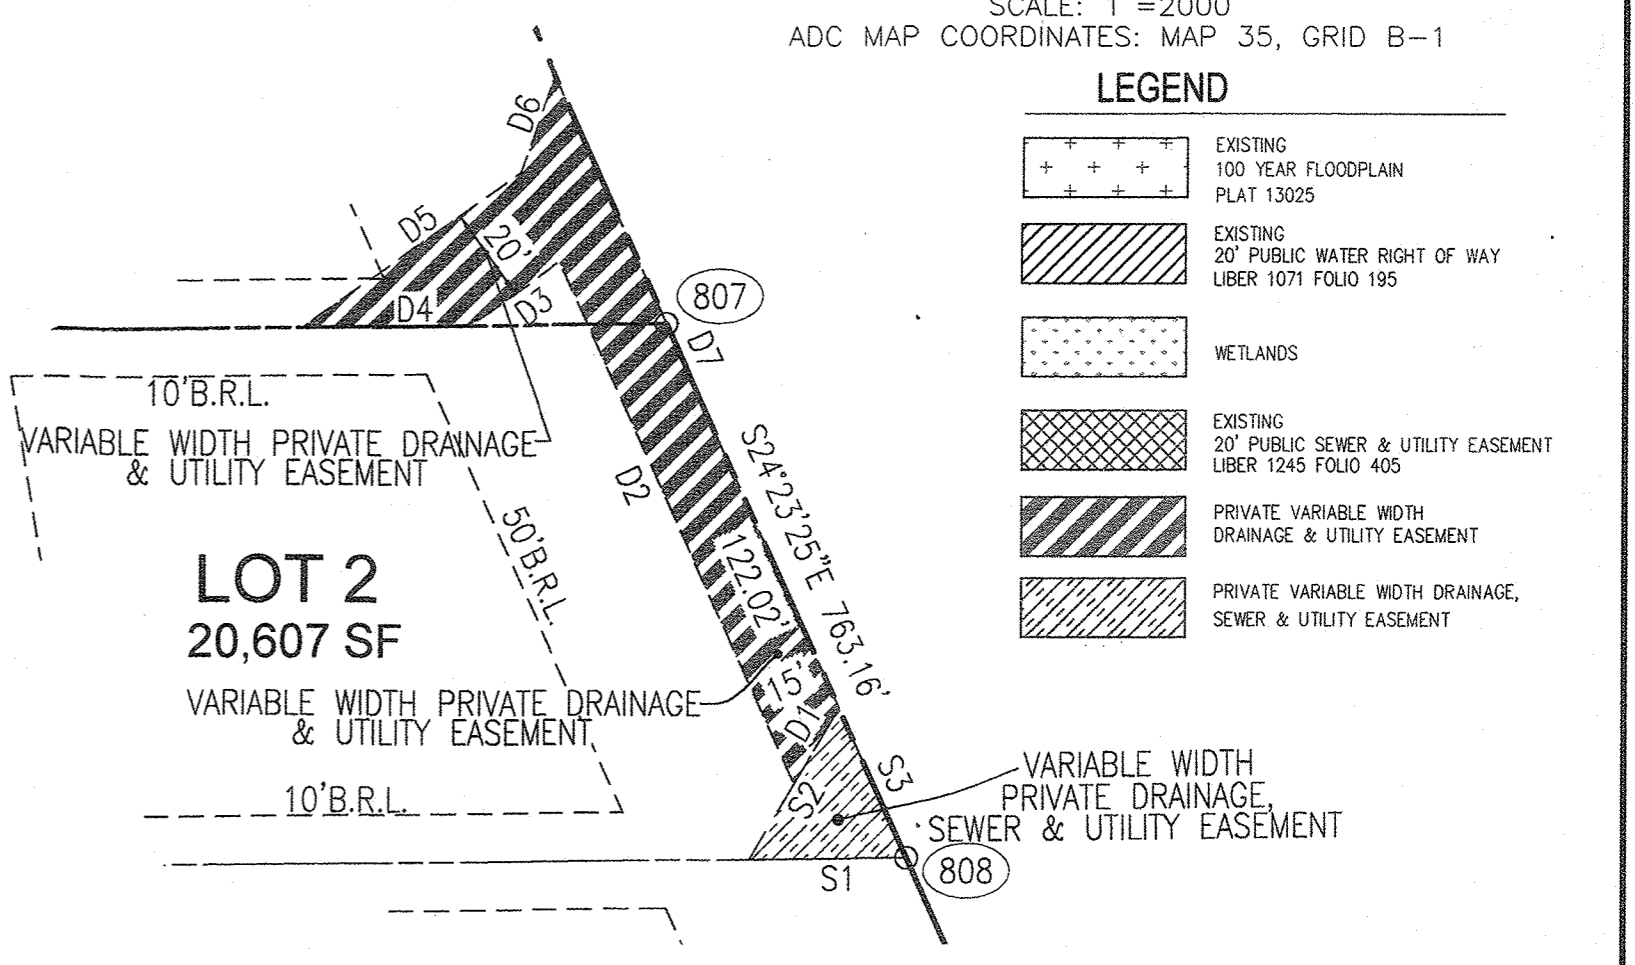 SCALE: 1"=2000'
ADC MAP COORDINATES: MAP 35, GRID B-1
LEGEND
EXISTING
100 YEAR FLOODPLAIN
PLAT 13025
EXISTING
20' PUBLIC WATER RIGHT OF WAY
LIBER 1071 FOLIO 195
WETLANDS
EXISTING
20' PUBLIC SEWER & UTILITY EASEMENT
LIBER 1245 FOLIO 405
PRIVATE VARIABLE WIDTH
DRAINAGE & UTILITY EASEMENT
PRIVATE VARIABLE WIDTH DRAINAGE,
SEWER & UTILITY EASEMENT
D6
D5
20'
D4
D3
807
D7
10'B.R.L.
VARIABLE WIDTH PRIVATE DRAINAGE
& UTILITY EASEMENT
D2
S24°23'25"E 763.16'
50'B.R.L.
122.02'
LOT 2
20,607 SF
VARIABLE WIDTH PRIVATE DRAINAGE
& UTILITY EASEMENT
15'
D1
S2
S3
10'B.R.L.
VARIABLE WIDTH
PRIVATE DRAINAGE,
SEWER & UTILITY EASEMENT
S1
808